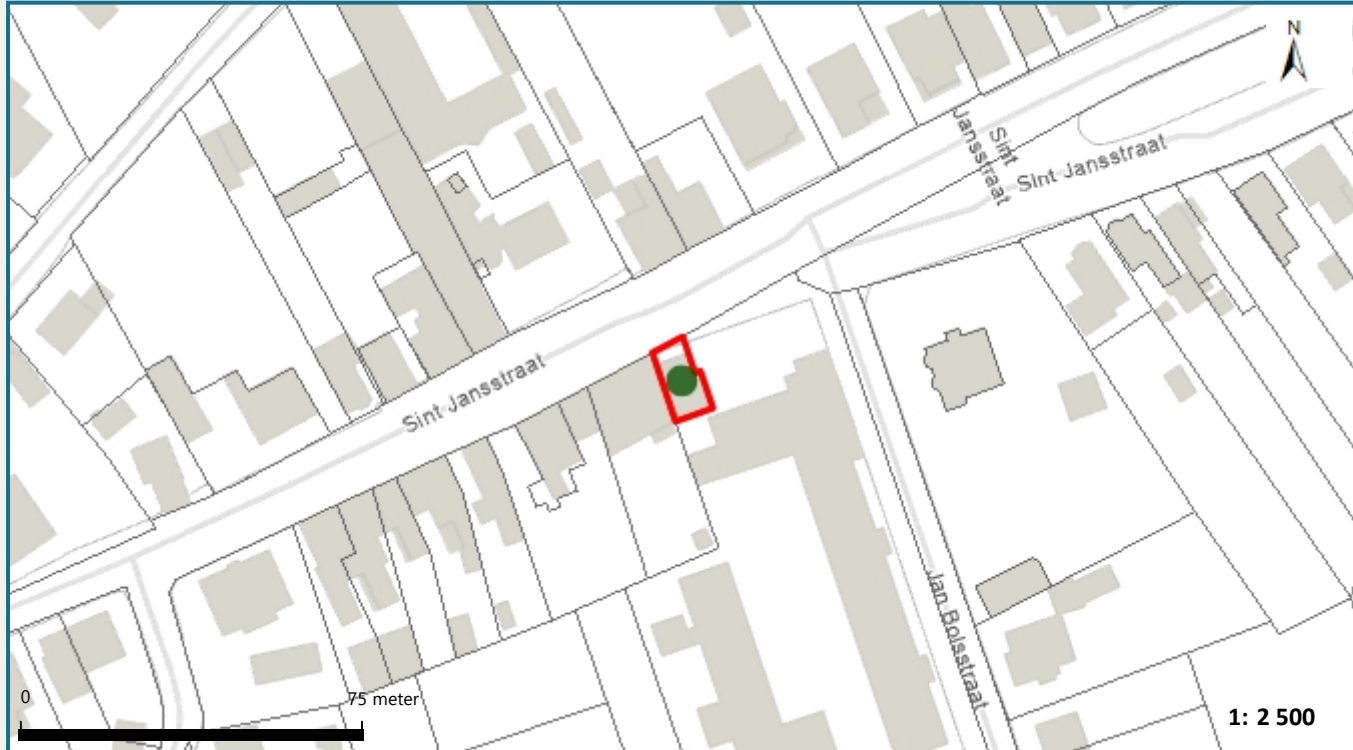 N
Sint
Jansstraat
Sint Jansstraat
Sint Jansstraat
Jan Bolsstraat
0
75 meter
1: 2 500